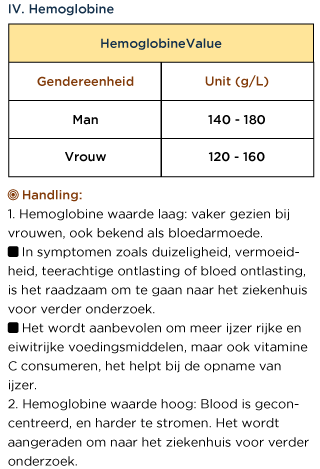 IV. Hemoglobine
HemoglobineValue
Gendereenheid Unit (g/L)
Man 140 - 180
Vrouw 120 - 160
Handling:
1. Hemoglobine waarde laag: vaker gezien bij
vrouwen, ook bekend als bloedarmoede.
In symptomen zoals duizeligheid, vermoeid-
heid, teerachtige ontlasting of bloed ontlasting,
is het raadzaam om te gaan naar het ziekenhuis
voor verder onderzoek.
Het wordt aanbevolen om meer ijzer rijke en
eiwitrijke voedingsmiddelen, maar ook vitamine
C consumeren, het helpt bij de opname van
ijzer.
2. Hemoglobine waarde hoog: Blood is gecon-
centreerd, en harder te stromen. Het wordt
aangeraden om naar het ziekenhuis voor verder
onderzoek.